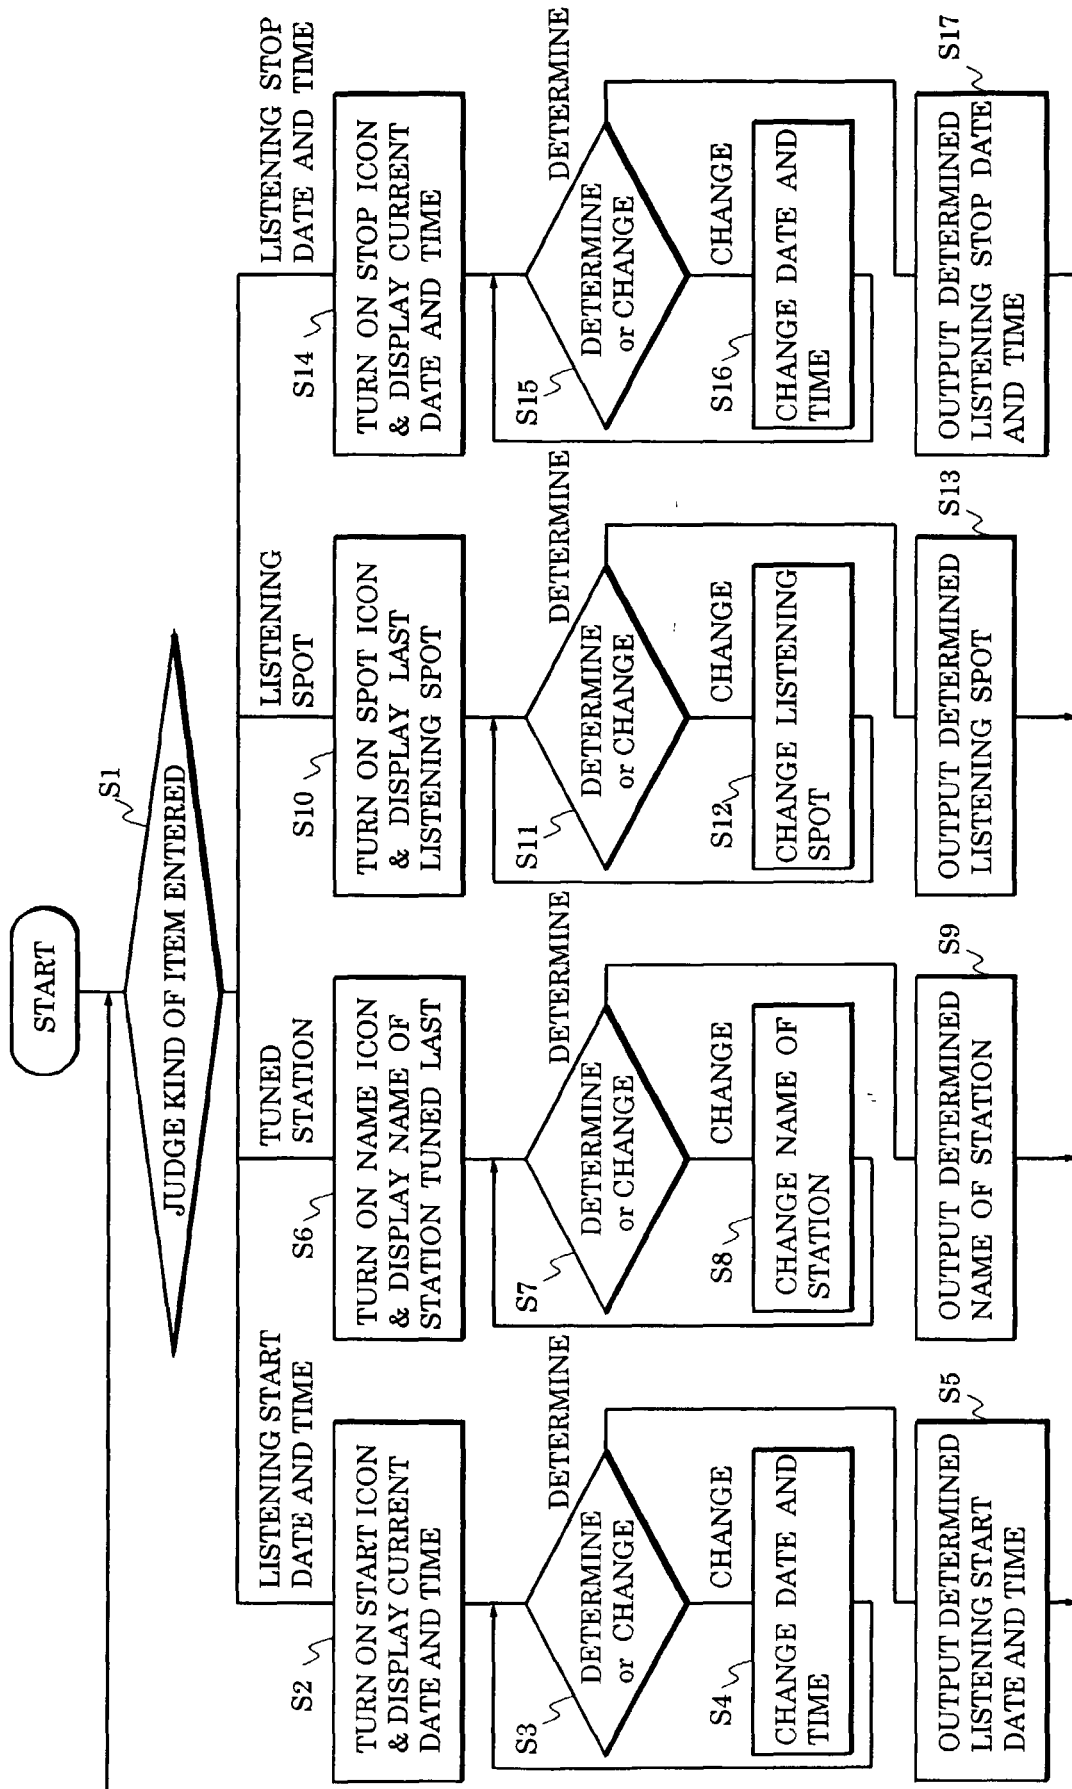 START
S1
JUDGE KIND OF ITEM ENTERED
LISTENING START
DATE AND TIME
S2
TURN ON START ICON
& DISPLAY CURRENT
DATE AND TIME
S3
DETERMINE
or CHANGE
DETERMINE
CHANGE
S4
CHANGE DATE AND
TIME
S5
OUTPUT DETERMINED
LISTENING START
DATE AND TIME
TUNED
STATION
S6
TURN ON NAME ICON
& DISPLAY NAME OF
STATION TUNED LAST
S7
DETERMINE
or CHANGE
DETERMINE
CHANGE
S8
CHANGE NAME OF
STATION
S9
OUTPUT DETERMINED
NAME OF STATION
LISTENING
SPOT
S10
TURN ON SPOT ICON
& DISPLAY LAST
LISTENING SPOT
S11
DETERMINE
or CHANGE
DETERMINE
CHANGE
S12
CHANGE LISTENING
SPOT
S13
OUTPUT DETERMINED
LISTENING SPOT
LISTENING STOP
DATE AND TIME
S14
TURN ON STOP ICON
& DISPLAY CURRENT
DATE AND TIME
S15
DETERMINE
or CHANGE
DETERMINE
CHANGE
S16
CHANGE DATE AND
TIME
S17
OUTPUT DETERMINED
LISTENING STOP DATE
AND TIME